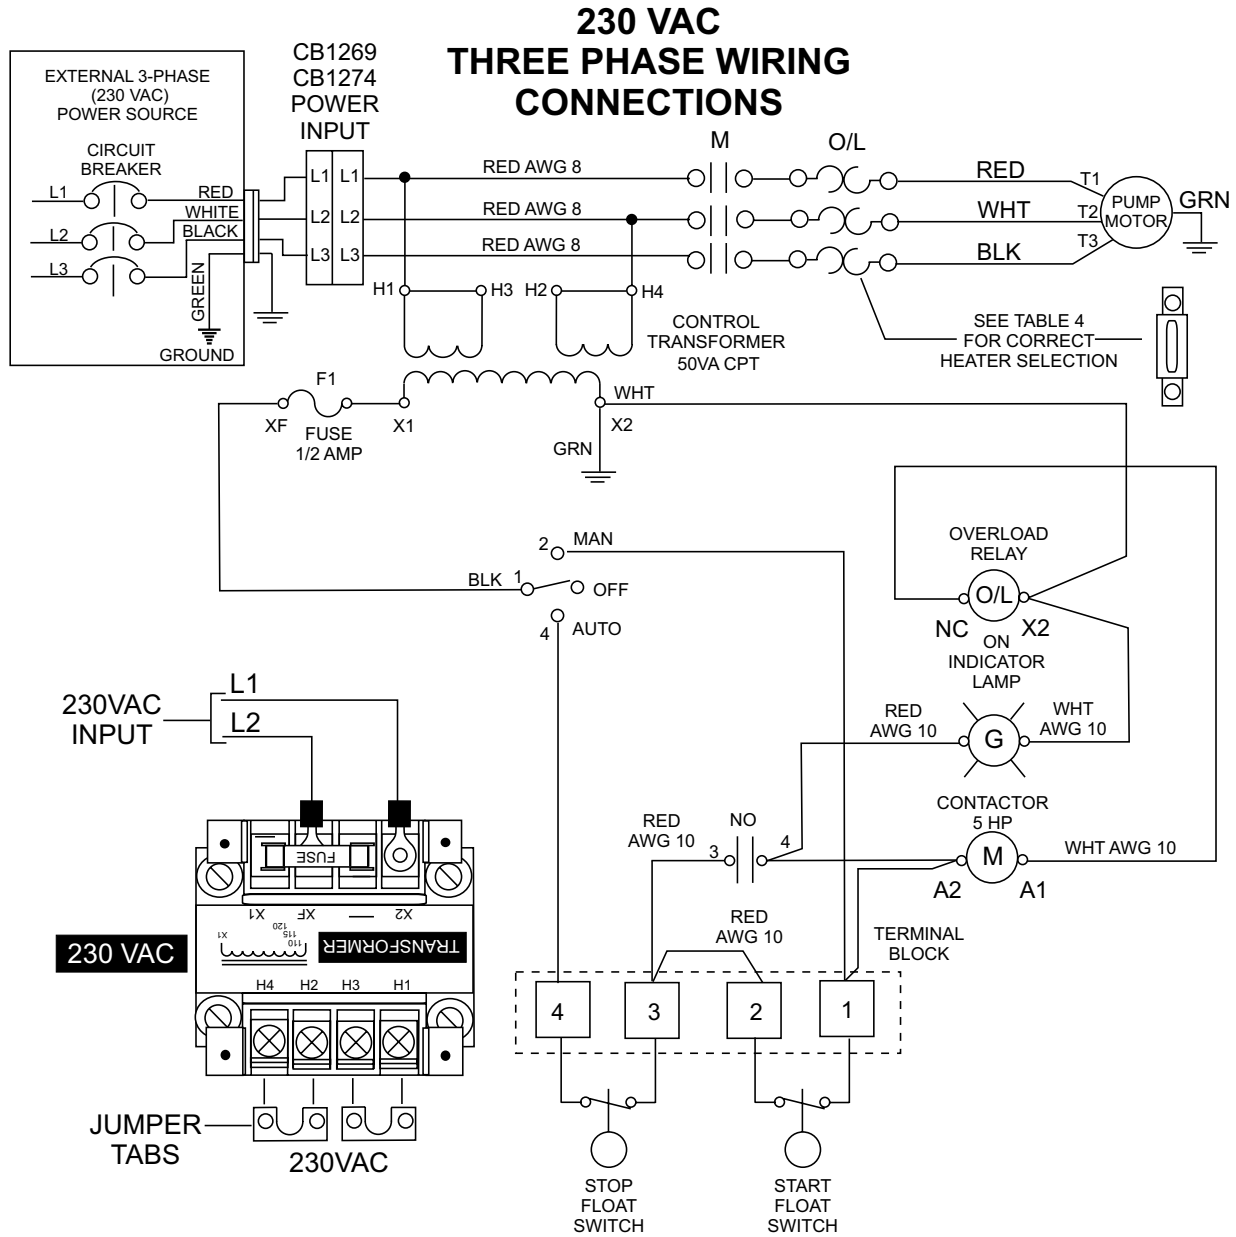 230 VAC
THREE PHASE WIRING
CONNECTIONS
EXTERNAL 3-PHASE
(230 VAC)
POWER SOURCE
CIRCUIT
BREAKER
L1
L2
L3
RED
WHITE
BLACK
GREEN
GROUND
CB1269
CB1274
POWER
INPUT
L1 L1
L2 L2
L3 L3
RED AWG 8
RED AWG 8
RED AWG 8
M
O/L
RED
WHT
BLK
T1
T2
T3
PUMP
MOTOR
GRN
H1
H3
H2
H4
CONTROL
TRANSFORMER
50VA CPT
SEE TABLE 4
FOR CORRECT
HEATER SELECTION
F1
XF
FUSE
1/2 AMP
X1
WHT
X2
GRN
2
MAN
BLK
1
OFF
4
AUTO
OVERLOAD
RELAY
O/L
NC
X2
ON
INDICATOR
LAMP
RED
AWG 10
G
WHT
AWG 10
CONTACTOR
5 HP
M
A2
A1
WHT AWG 10
RED
AWG 10
NO
3
4
RED
AWG 10
TERMINAL
BLOCK
4
3
2
1
STOP
FLOAT
SWITCH
START
FLOAT
SWITCH
230VAC
INPUT
L1
L2
FUSE
X1
XF
X2
X1
120
115
110
TRANSFORMER
230 VAC
H4
H2
H3
H1
JUMPER
TABS
230VAC